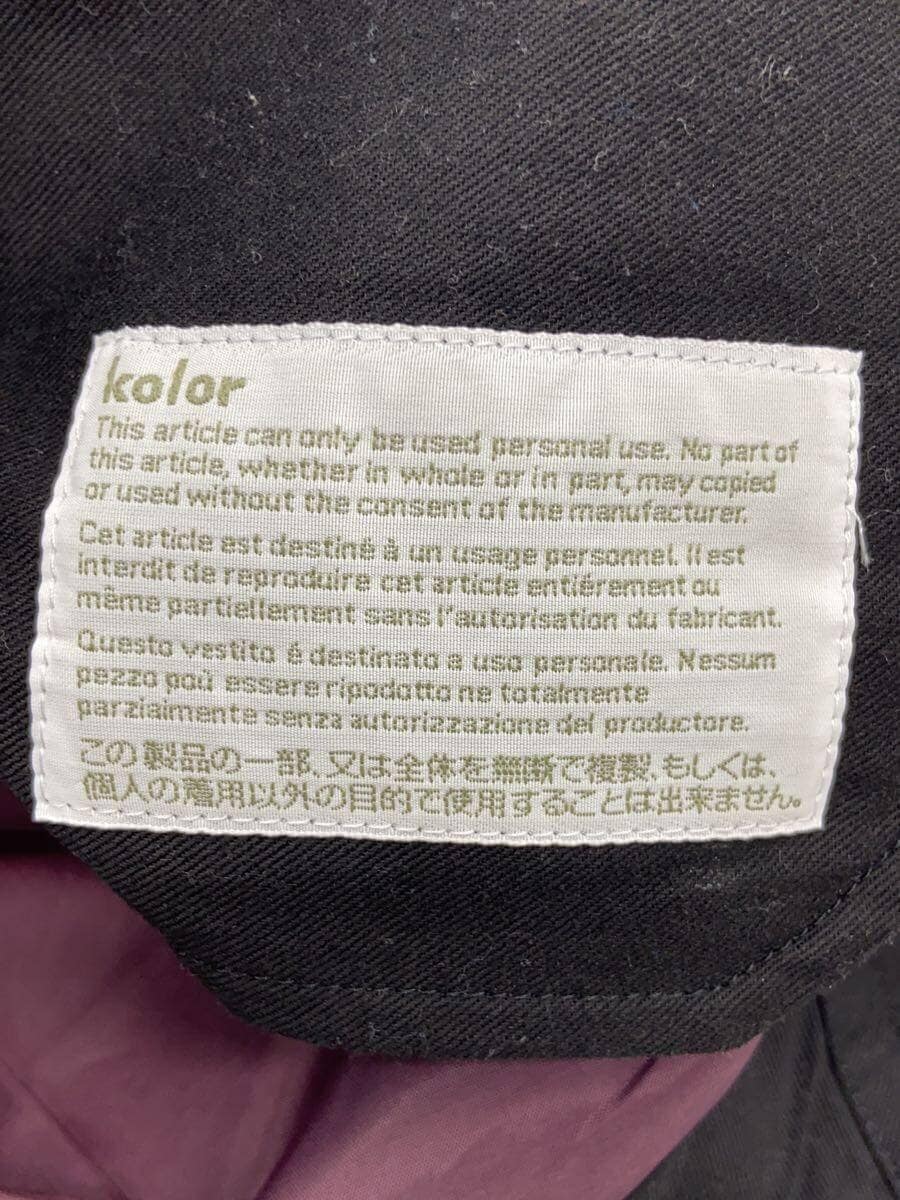 kolor
This article can only be used personal use. No part of
this article, whether in whole or in part, may copied
or used without the consent of the manufacturer.
Cet article est destiné à un usage personnel. Il est
interdit de reproduire cet article entiérement ou
même partiellement sans l'autorisation du fabricant.
Questo vestito é destinato a uso personale. Nessum
pezzo poú essere ripodotto ne totalmente
parzialmente senza autorizzazione del productore.
この製品の一部、又は全体を無断で複製、もしくは、
個人の着用以外の目的で使用することは出来ません。